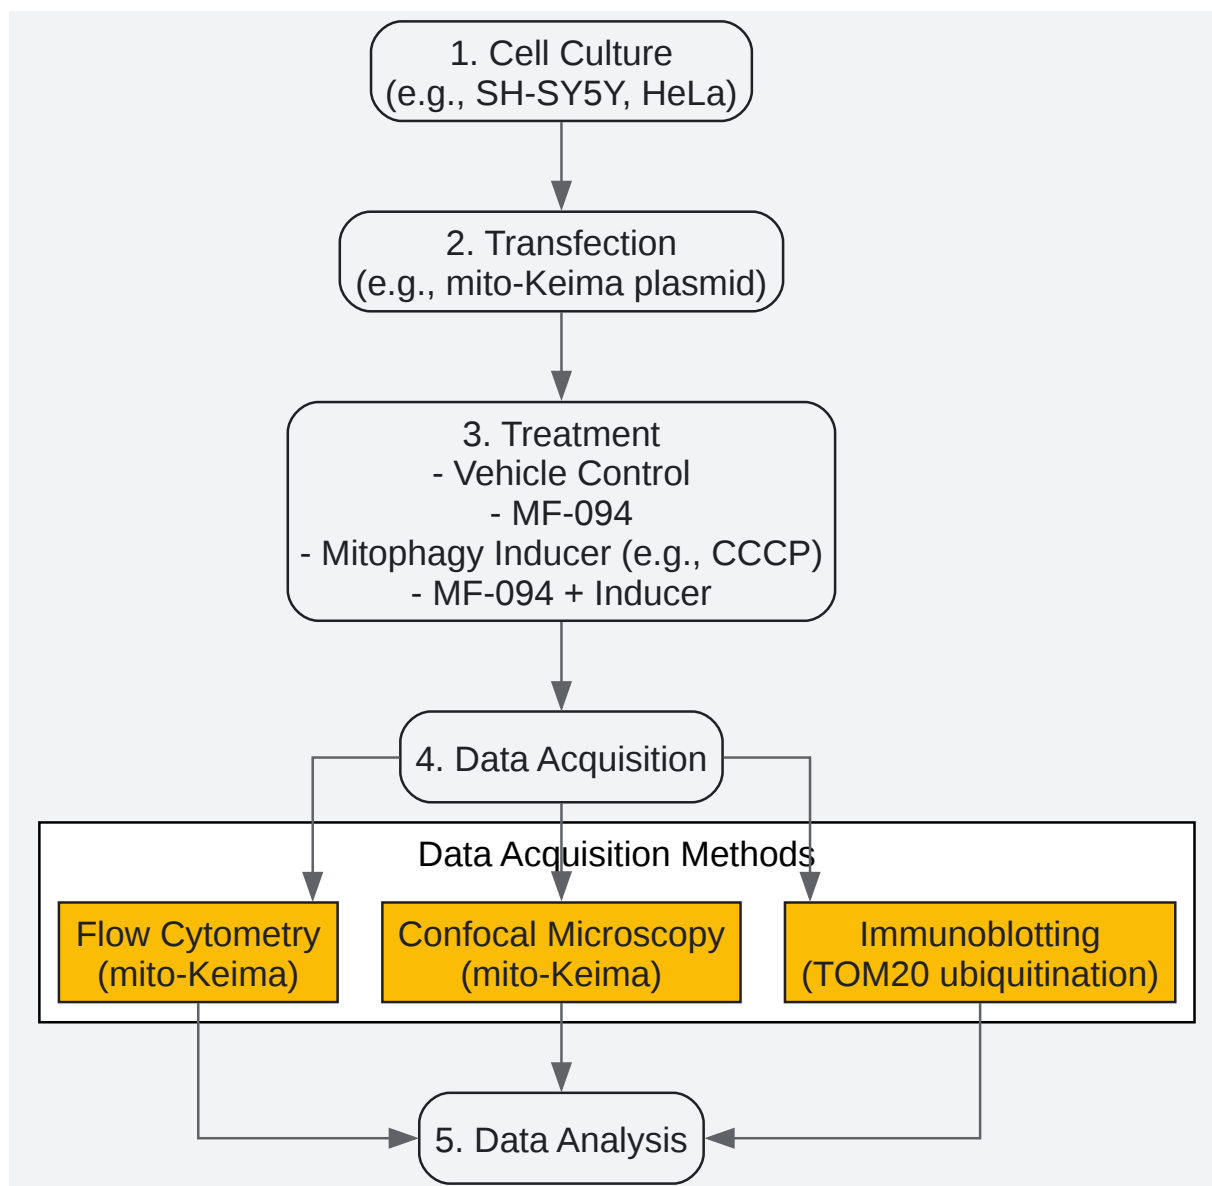 1. Cell Culture
(e.g., SH-SY5Y, HeLa)
2. Transfection
(e.g., mito-Keima plasmid)
3. Treatment
- Vehicle Control
- MF-094
- Mitophagy Inducer (e.g., CCCP)
- MF-094 + Inducer
4. Data Acquisition
Data Acquisition Methods
Flow Cytometry
(mito-Keima)
Confocal Microscopy
(mito-Keima)
Immunoblotting
(TOM20 ubiquitination)
5. Data Analysis